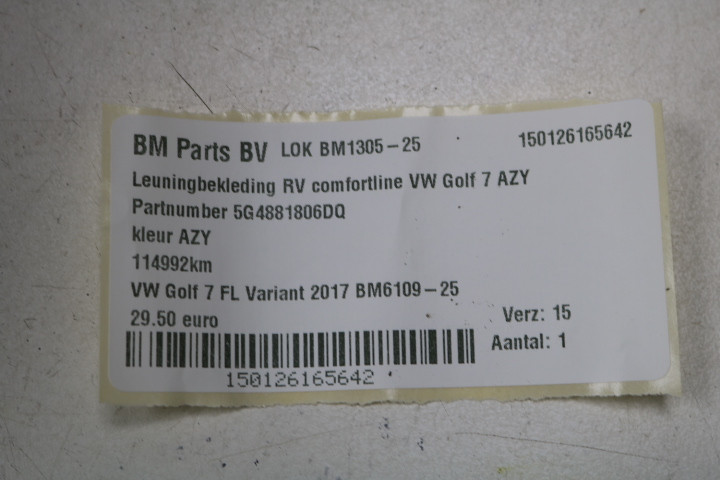 BM Parts BV LOK BM1305-25 150126165642
Leuningbekleding RV comfortline VW Golf 7 AZY
Partnumber 5G4881806DQ
kleur AZY
114992km
VW Golf 7 FL Variant 2017 BM6109-25
29.50 euro Verz: 15
Aantal: 1
150126165642